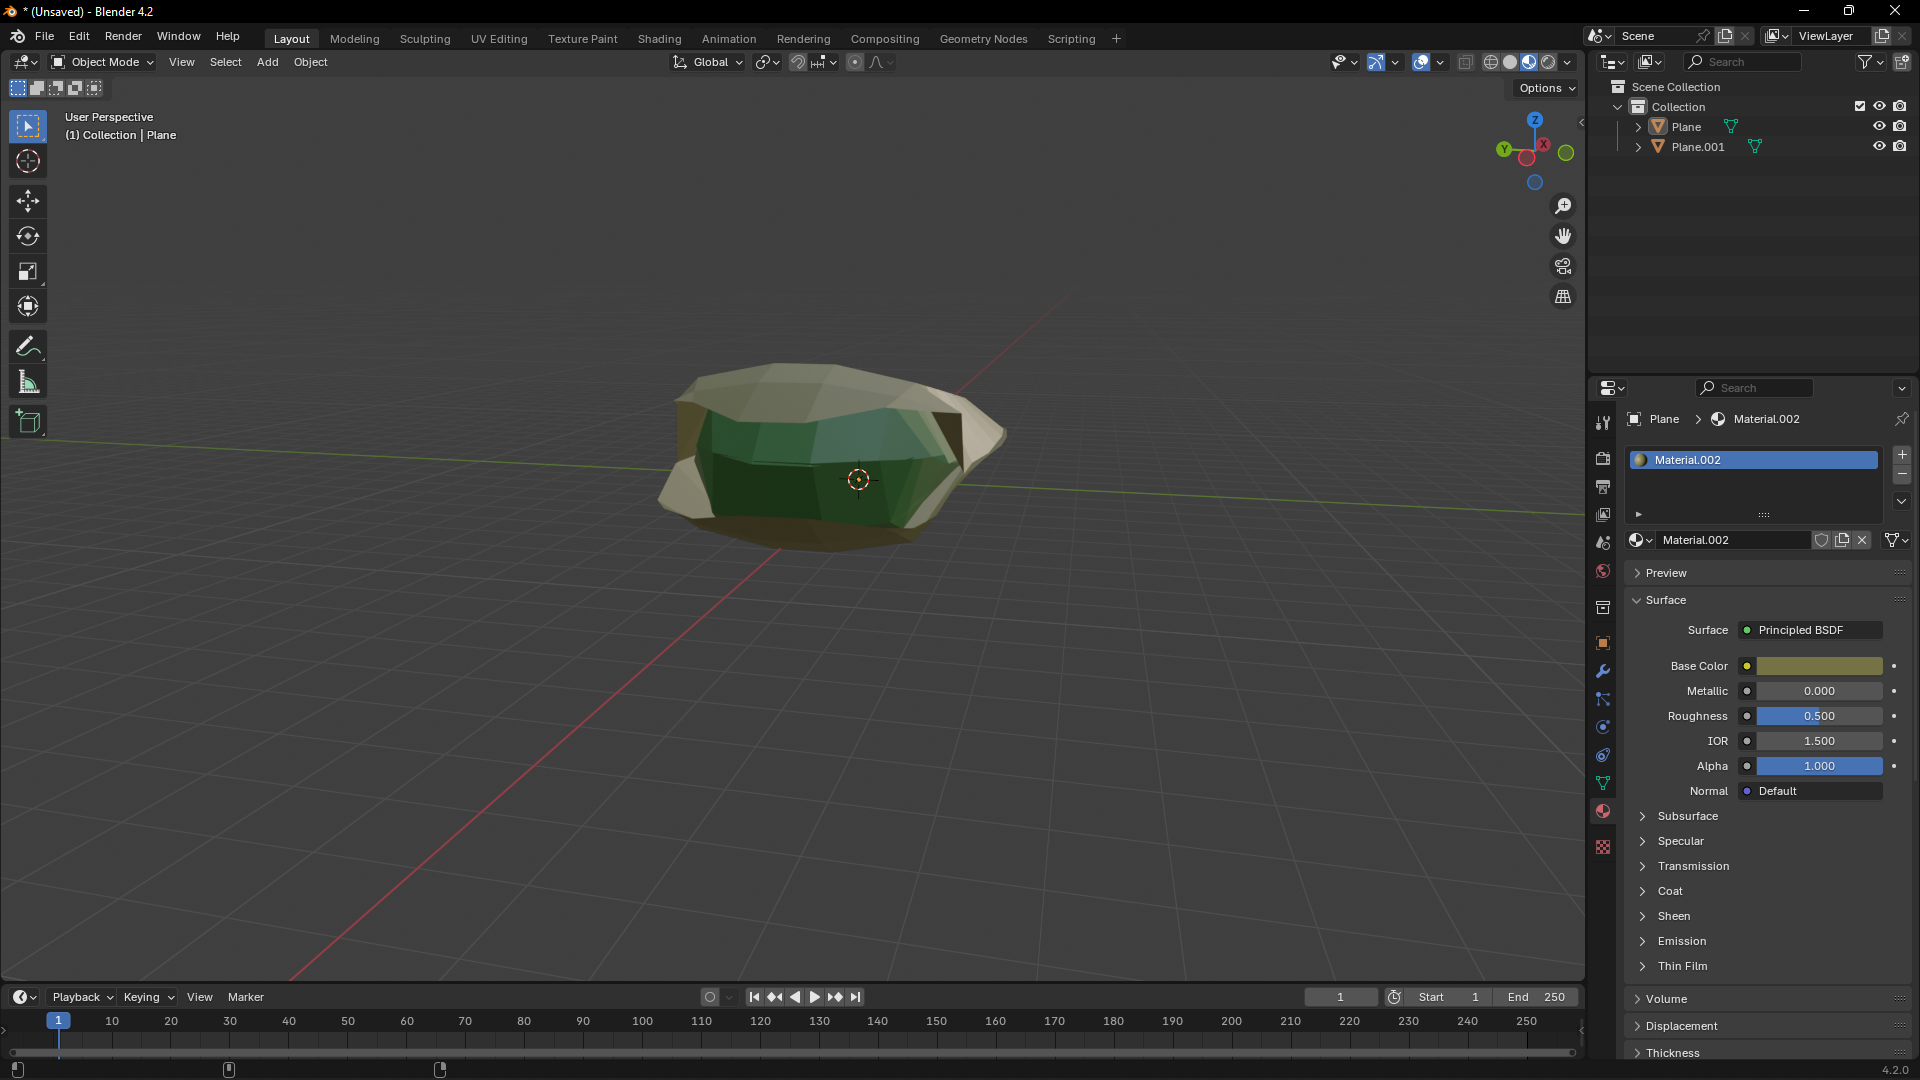 * (Unsaved) - Blender 4.2
File Edit Render Window Help
Layout Modeling Sculpting UV Editing Texture Paint Shading Animation Rendering Compositing Geometry Nodes Scripting +
Scene
ViewLayer
Object Mode View Select Add Object
Global
Options
User Perspective
(1) Collection | Plane
Z
Y
X
Search
Scene Collection
Collection
Plane
Plane.001
Search
Plane > Material.002
Material.002
Material.002
Preview
Surface
Surface Principled BSDF
Base Color
Metallic 0.000
Roughness 0.500
IOR 1.500
Alpha 1.000
Normal Default
Subsurface
Specular
Transmission
Coat
Sheen
Emission
Thin Film
Volume
Displacement
Thickness
Playback Keying View Marker
1 Start 1 End 250
1 10 20 30 40 50 60 70 80 90 100 110 120 130 140 150 160 170 180 190 200 210 220 230 240 250
4.2.0